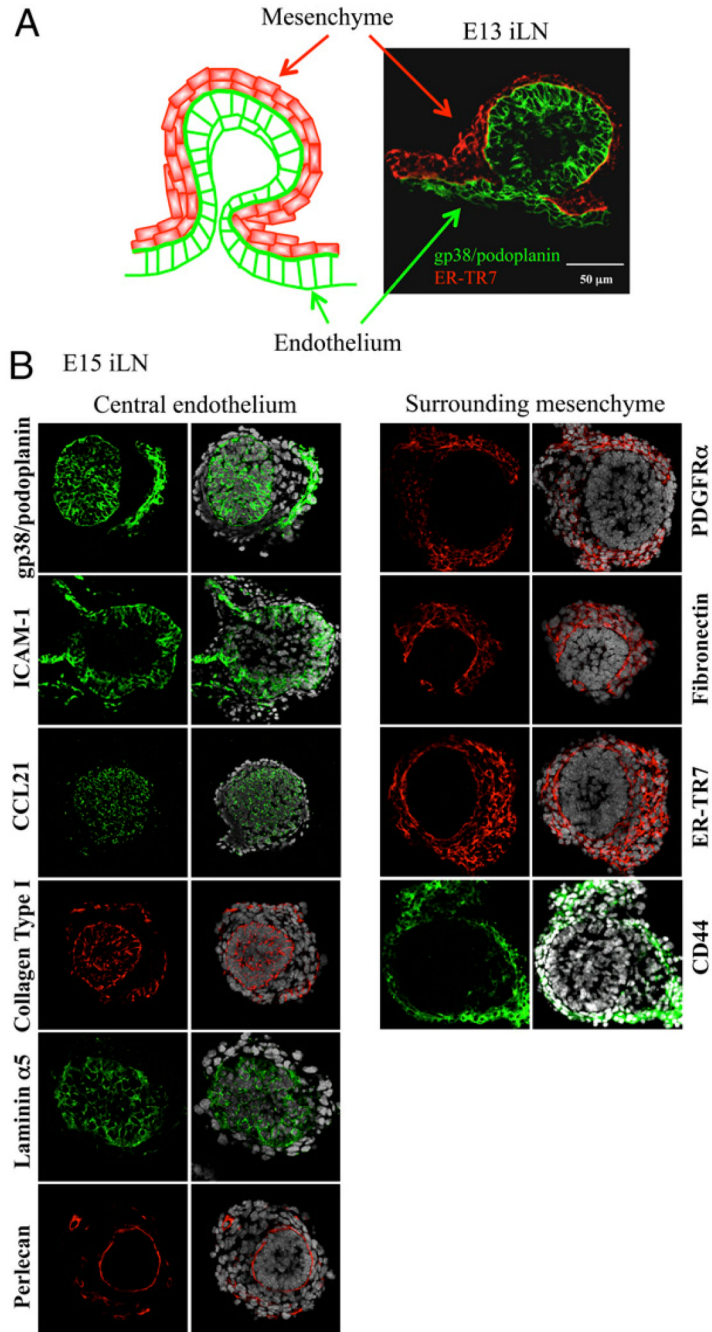 A
Mesenchyme
E13 iLN
gp38/podoplanin
ER-TR7
50 μm
Endothelium
B
E15 iLN
Central endothelium
Surrounding mesenchyme
gp38/podoplanin
PDGFRα
ICAM-1
Fibronectin
CCL21
ER-TR7
Collagen Type I
CD44
Laminin α5
Perlecan